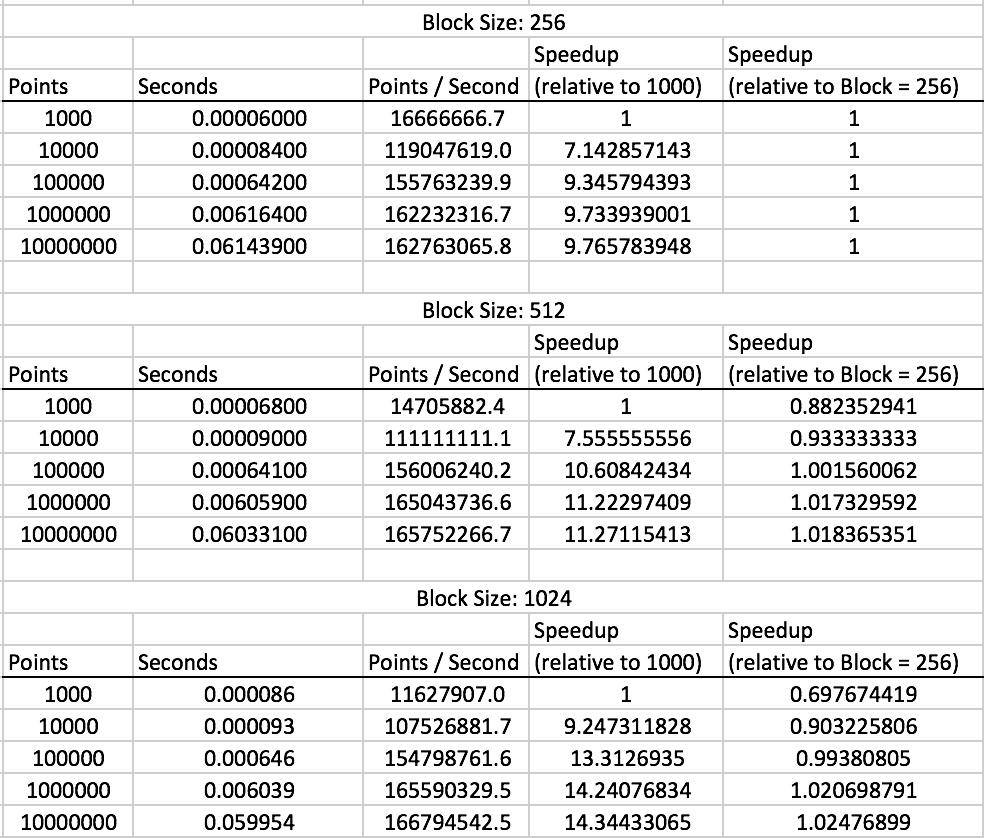 Block Size: 256
Speedup Speedup
Points Seconds Points / Second (relative to 1000) (relative to Block = 256)
1000 0.00006000 16666666.7 1 1
10000 0.00008400 119047619.0 7.142857143 1
100000 0.00064200 155763239.9 9.345794393 1
1000000 0.00616400 162232316.7 9.733939001 1
10000000 0.06143900 162763065.8 9.765783948 1
Block Size: 512
Speedup Speedup
Points Seconds Points / Second (relative to 1000) (relative to Block = 256)
1000 0.00006800 14705882.4 1 0.882352941
10000 0.00009000 111111111.1 7.555555556 0.933333333
100000 0.00064100 156006240.2 10.60842434 1.001560062
1000000 0.00605900 165043736.6 11.22297409 1.017329592
10000000 0.06033100 165752266.7 11.27115413 1.018365351
Block Size: 1024
Speedup Speedup
Points Seconds Points / Second (relative to 1000) (relative to Block = 256)
1000 0.000086 11627907.0 1 0.697674419
10000 0.000093 107526881.7 9.247311828 0.903225806
100000 0.000646 154798761.6 13.3126935 0.99380805
1000000 0.006039 165590329.5 14.24076834 1.020698791
10000000 0.059954 166794542.5 14.34433065 1.02476899